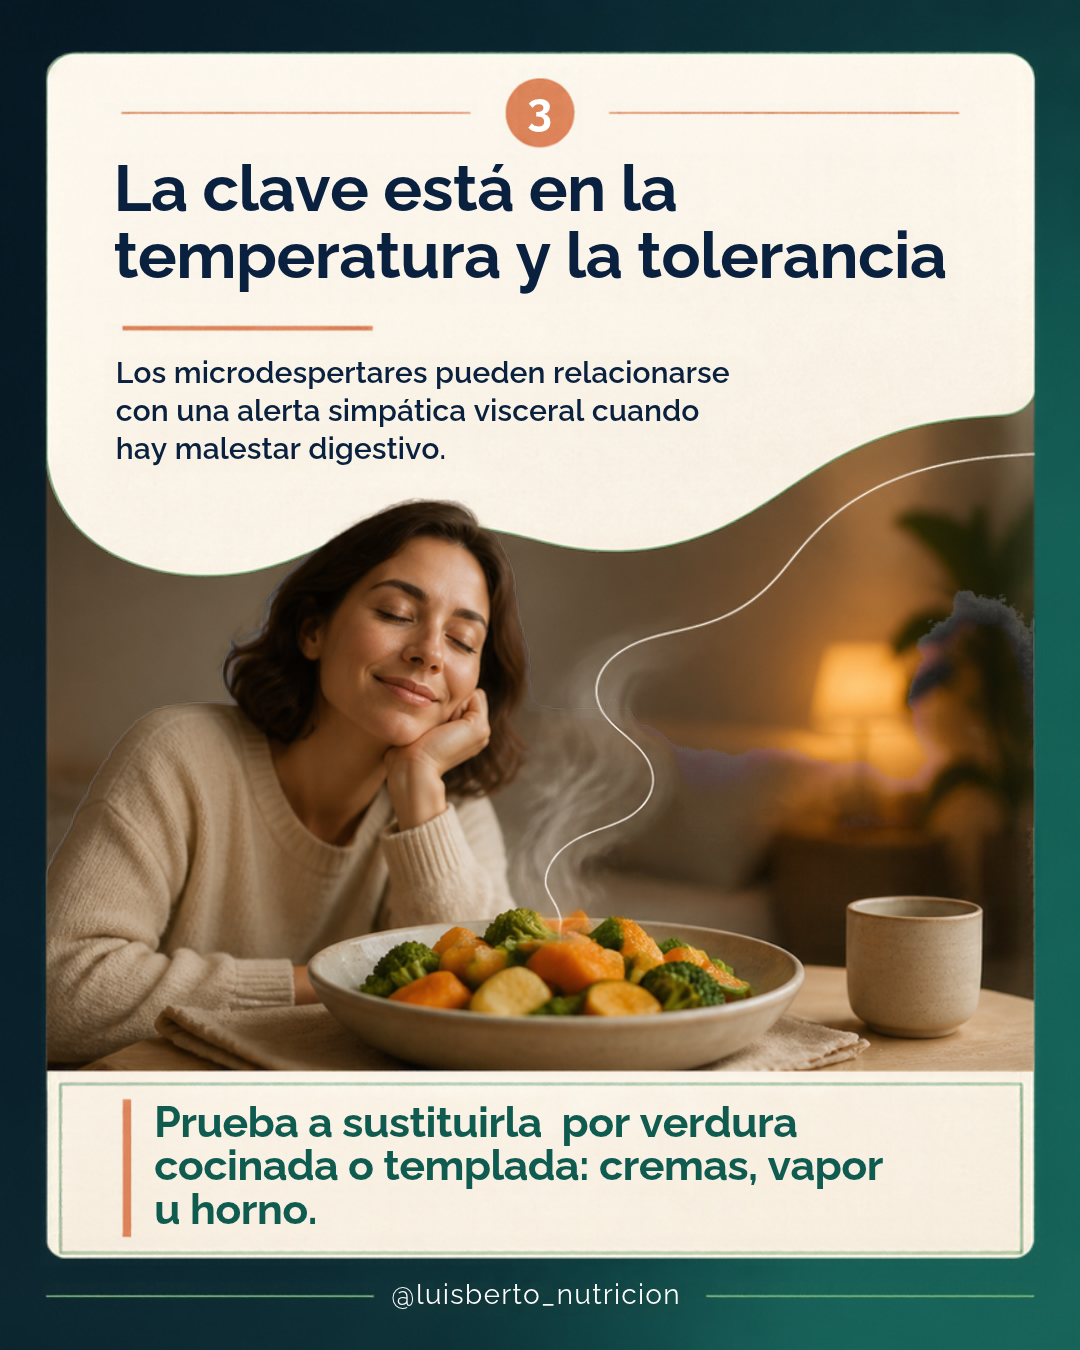 3
La clave está en la
temperatura y la tolerancia
Los microdespertares pueden relacionarse
con una alerta simpática visceral cuando
hay malestar digestivo.
Prueba a sustituirla  por verdura
cocinada o templada: cremas, vapor
u horno.
@luisberto_nutricion